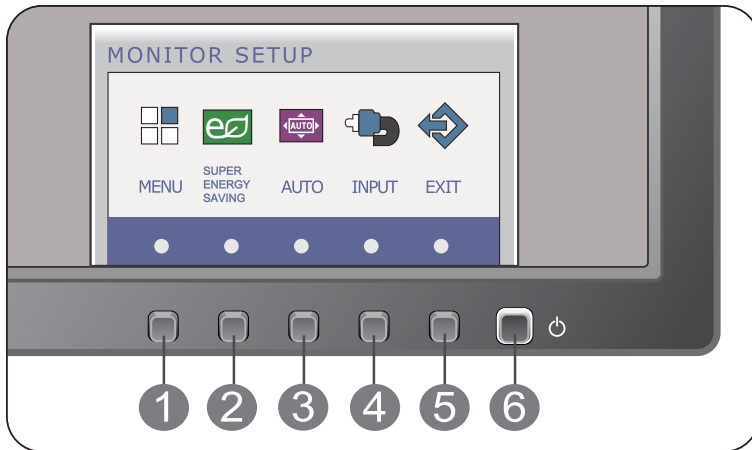 MONITOR SETUP
AUTO
MENU
SUPER
ENERGY
SAVING
AUTO
INPUT
EXIT
1
2
3
4
5
6